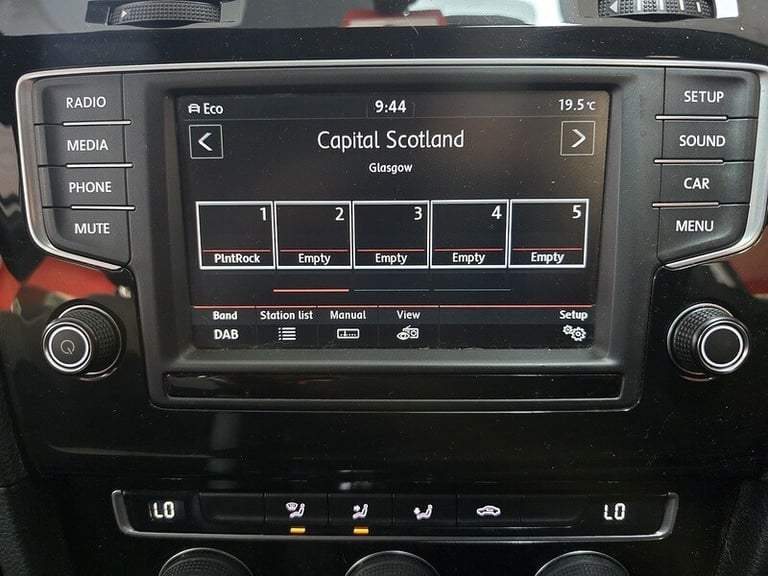 Eco 9:44 19.5°C
Capital Scotland
Glasgow
1 2 3 4 5
PlntRock Empty Empty Empty Empty
Band Station list Manual View Setup
DAB
RADIO
MEDIA
PHONE
MUTE
SETUP
SOUND
CAR
MENU
LO LO